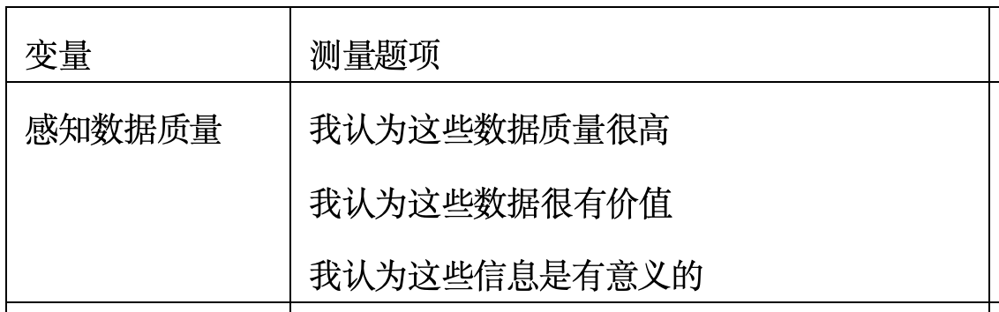 变量 测量题项
感知数据质量 我认为这些数据质量很高
我认为这些数据很有价值
我认为这些信息是有意义的